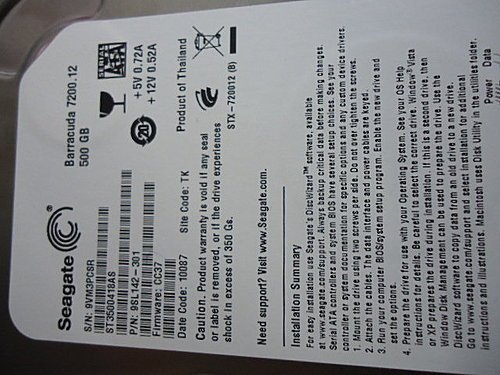 Seagate
Barracuda 7200.12
500 GB
SERIAL ATA
+5V 0.72A
+12V 0.52A
S/N: 9VM3PCSR
ST3500418AS
P/N: 9SL142-301
Firmware: CC37
Date Code: 10087
Site Code: TK
Product of Thailand
20
STX-720012 (B)
Caution. Product warranty is void if any seal
or label is removed, or if the drive experiences
shock in excess of 350 Gs.
Need support? Visit www.Seagate.com.
Installation Summary
For easy installation use Seagate's DiscWizard™ software, available
at www.seagate.com/support. Always backup critical data before making changes.
Serial ATA controllers and system BIOS have several setup choices. See your
controller or system documentation for specific options and any custom device drivers.
1. Mount the drive using two screws per side. Do not over tighten the screws.
2. Attach the cables. The data interface and power cables are keyed.
3. Run your computer BIOS/system setup program. Enable the new drive and
set the options.
4. Prepare the drive for use with your Operating System. See your OS Help
instructions for details. Be careful to select the correct drive. Windows® Vista
or XP prepares the drive during installation. If this is a second drive, then
Window Disk Management can be used to prepare the drive. Use the
DiscWizard software to copy data from an old drive to a new drive.
Go to www.seagate.com/support and select installation for additional
instructions and illustrations. Macintosh uses Disk Utility in the utilities folder.
Power Data